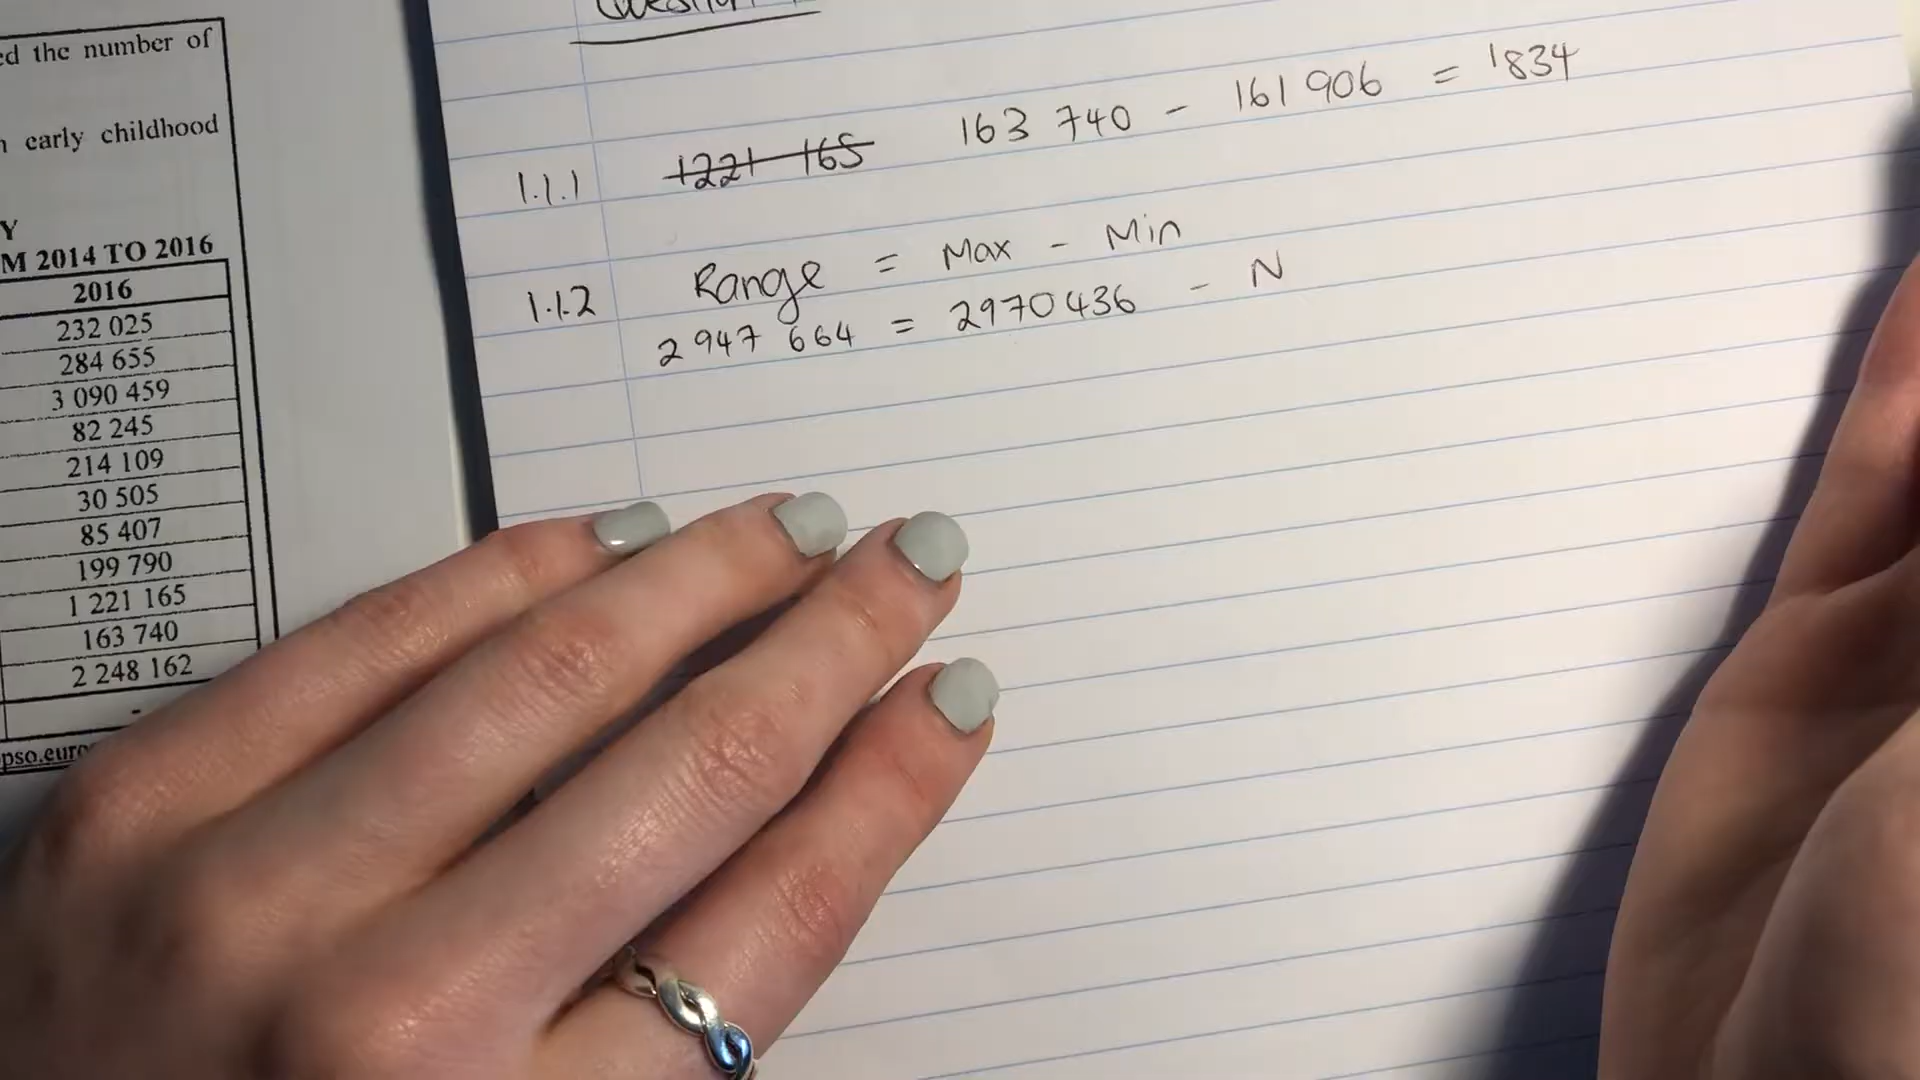 ed the number of
early childhood
Y
M 2014 TO 2016
2016
232 025
284 655
3 090 459
82 245
214 109
30 505
85 407
199 790
1 221 165
163 740
2 248 162
-
pso.euro
1.1.1 1221 165 163 740 - 161 906 = 1834
1.1.2 Range = Max - Min
2 947 664 = 2970 436 - N